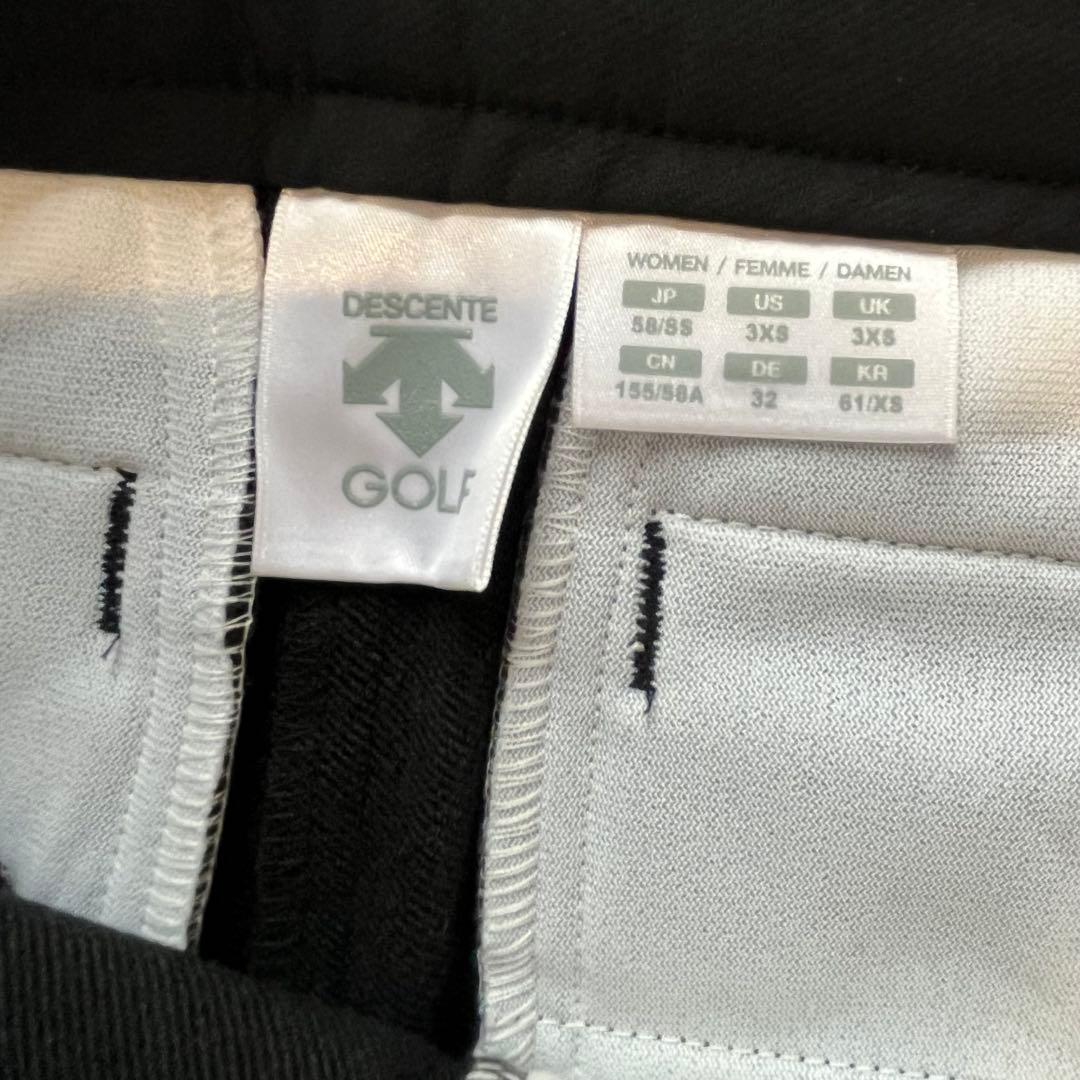 DESCENTE
GOLF
WOMEN / FEMME / DAMEN
JP US UK
58/SS 3XS 3XS
CN DE KR
155/58A 32 61/XS